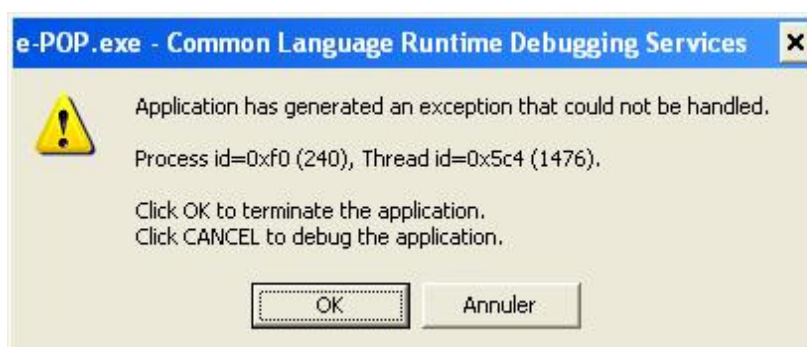 e-POP.exe - Common Language Runtime Debugging Services
Application has generated an exception that could not be handled.
Process id=0xf0 (240), Thread id=0x5c4 (1476).
Click OK to terminate the application.
Click CANCEL to debug the application.
OK Annuler